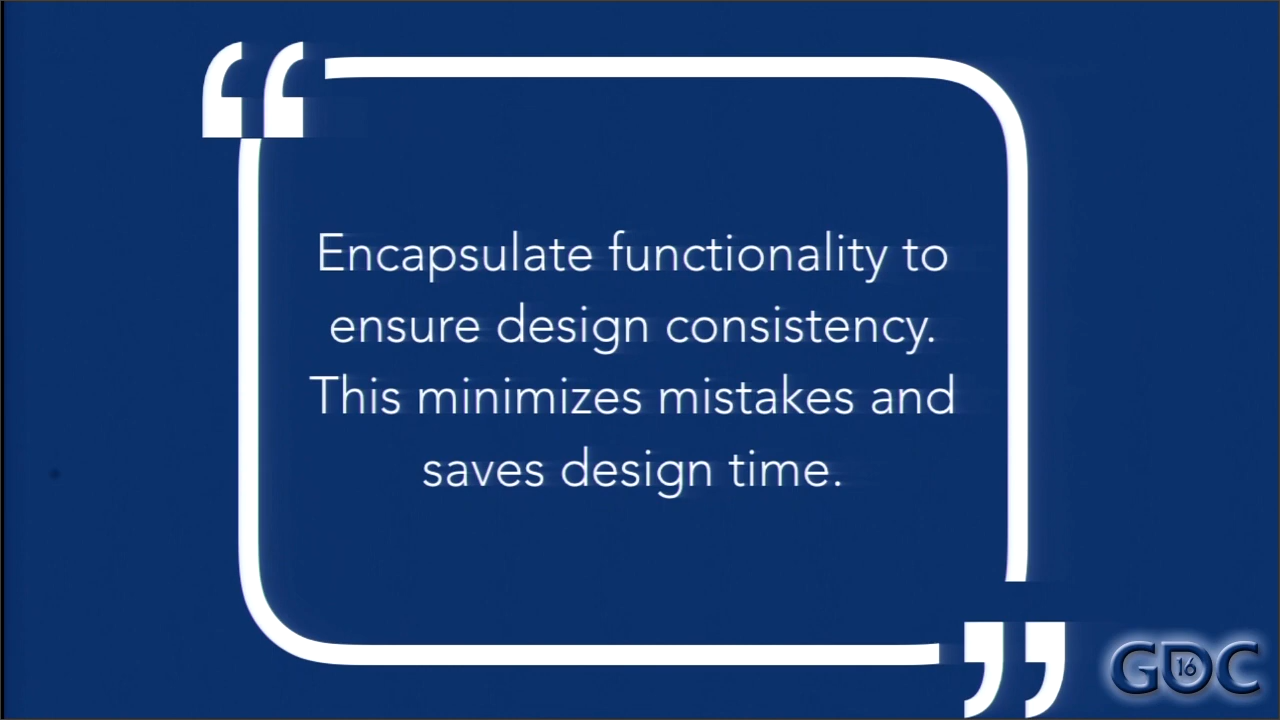 Encapsulate functionality to
ensure design consistency.
This minimizes mistakes and
saves design time.
GDC
16